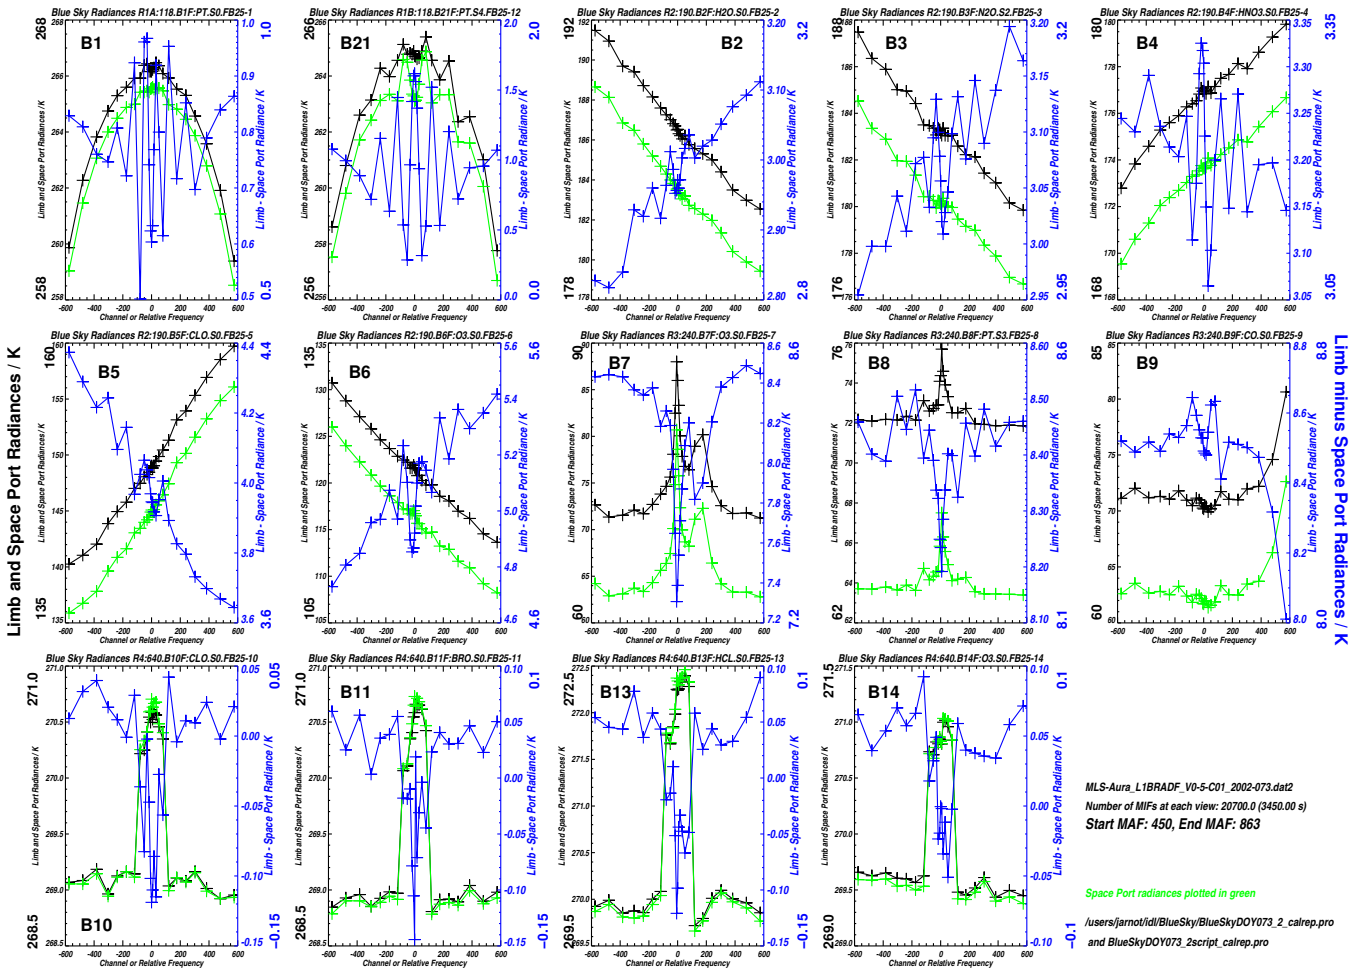 Blue Sky Radiances R1A:118.B1F:PT.S0.FB25-1
Blue Sky Radiances R1B:118.B21F:PT.S4.FB25-12
Blue Sky Radiances R2:190.B2F:H2O.S0.FB25-2
Blue Sky Radiances R2:190.B3F:N2O.S2.FB25-3
Blue Sky Radiances R2:190.B4F:HNO3.S0.FB25-4
B1
B21
B2
B3
B4
Limb and Space Port Radiances / K
Limb - Space Port Radiance / K
Channel or Relative Frequency
Blue Sky Radiances R2:190.B5F:CLO.S0.FB25-5
Blue Sky Radiances R2:190.B6F:O3.S0.FB25-6
Blue Sky Radiances R3:240.B7F:O3.S0.FB25-7
Blue Sky Radiances R3:240.B8F:PT.S3.FB25-8
Blue Sky Radiances R3:240.B9F:CO.S0.FB25-9
B5
B6
B7
B8
B9
Limb and Space Port Radiances / K
Limb minus Space Port Radiances / K
Channel or Relative Frequency
Blue Sky Radiances R4:640.B10F:CLO.S0.FB25-10
Blue Sky Radiances R4:640.B11F:BRO.S0.FB25-11
Blue Sky Radiances R4:640.B13F:HCL.S0.FB25-13
Blue Sky Radiances R4:640.B14F:O3.S0.FB25-14
B10
B11
B13
B14
Channel or Relative Frequency
MLS-Aura_L1BRADF_V0-5-C01_2002-073.dat2
Number of MIFs at each view: 20700.0 (3450.00 s)
Start MAF: 450, End MAF: 863
Space Port radiances plotted in green
/users/jarnot/idl/BlueSky/BlueSkyDOY073_2_calrep.pro
and BlueSkyDOY073_2script_calrep.pro